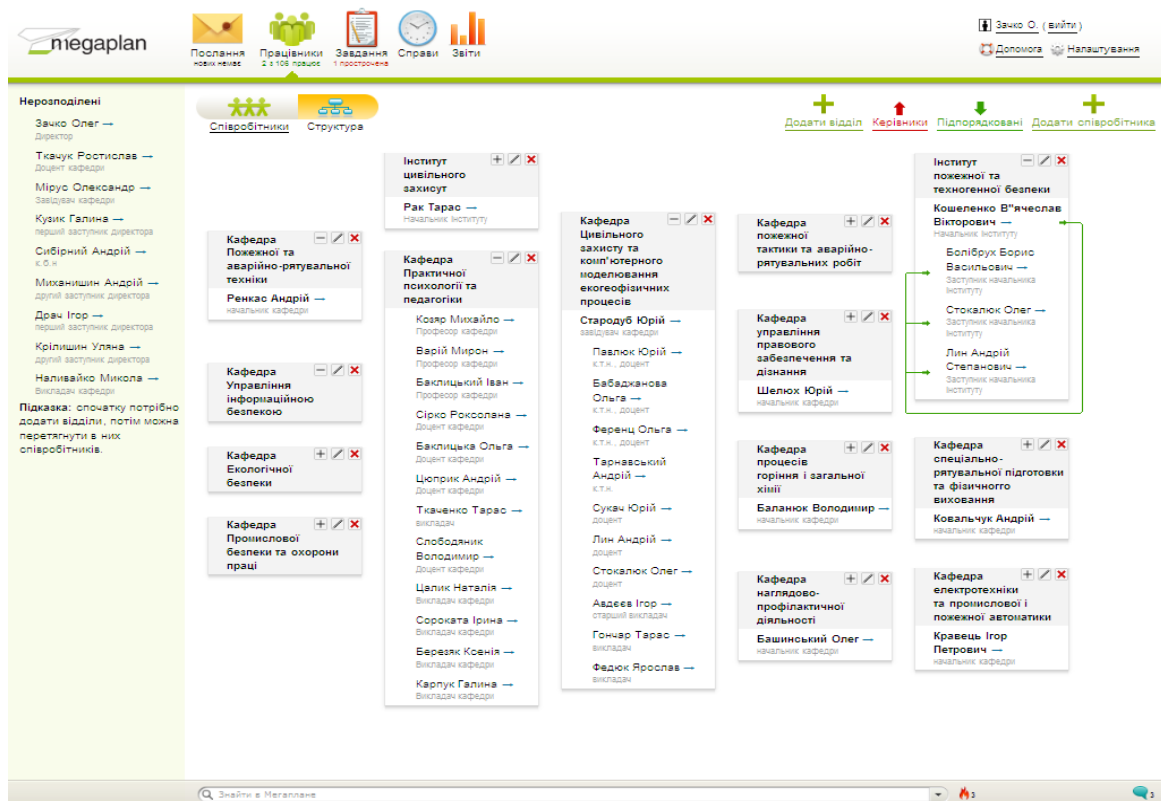 megaplan
Послання
нових немає
Працівники
2 з 106 працює
Завдання
1 прострочена
Справи
Звіти
Зачко О. ( вийти )
Допомога
Налаштування
Нерозподілені
Зачко Олег →
Директор
Ткачук Ростислав →
Доцент кафедри
Мірус Олександр →
Завідувач кафедри
Кузик Галина →
перший заступник директора
Сибірний Андрій →
к.б.н
Миханишин Андрій →
другий заступник директора
Драч Ігор →
перший заступник директора
Крілишин Уляна →
другий заступник директора
Наливайко Микола →
Викладач кафедри
Підказка: спочатку потрібно
додати відділи, потім можна
перетягнути в них
співробітників.
Співробітники
Структура
Додати відділ
Керівники
Підпорядковані
Додати співробітника
Кафедра
Пожежної та
аварійно-рятувальної
техніки
Ренкас Андрій →
начальник кафедри
Кафедра
Управління
інформаційною
безпекою
Кафедра
Екологічної
безпеки
Кафедра
Промислової
безпеки та охорони
праці
Інститут
цивільного
захисут
Рак Тарас →
Начальник Інституту
Кафедра
Практичної
психології та
педагогіки
Козяр Михайло →
Професор кафедри
Варій Мирон →
Професор кафедри
Баклицький Іван →
Професор кафедри
Сірко Роксолана →
Доцент кафедри
Баклицька Ольга →
Доцент кафедри
Цюприк Андрій →
Доцент кафедри
Ткаченко Тарас →
викладач
Слободяник
Володимир →
Доцент кафедри
Цалик Наталія →
Викладач кафедри
Сороката Ірина →
Викладач кафедри
Березяк Ксенія →
Викладач кафедри
Карпук Галина →
Викладач кафедри
Кафедра
Цивільного
захисту та
комп'ютерного
моделювання
екогеофізичних
процесів
Стародуб Юрій →
завідувач кафедри
Павлюк Юрій →
к.т.н., доцент
Бабаджанова
Ольга →
к.т.н., доцент
Ференц Ольга →
к.т.н., доцент
Тарнавський
Андрій →
к.т.н.
Сукач Юрій →
доцент
Лин Андрій →
доцент
Стокалюк Олег →
доцент
Авдєєв Ігор →
старший викладач
Гончар Тарас →
викладач
Федюк Ярослав →
викладач
Кафедра
пожежної
тактики та аварійно-
рятувальних робіт
Кафедра
управління
правового
забезпечення та
дізнання
Шелюх Юрій →
начальник кафедри
Кафедра
процесів
горіння і загальної
хімії
Баланюк Володимир →
начальник кафедри
Кафедра
наглядово-
профілактичної
діяльності
Башинський Олег →
начальник кафедри
Інститут
пожежної та
техногенної безпеки
Кошеленко В"ячеслав
Вікторович →
Начальник Інституту
Болібрух Борис
Васильович →
Заступник начальника
Інституту
Стокалюк Олег →
Заступник начальника
Інституту
Лин Андрій
Степанович →
Заступник начальника
Інституту
Кафедра
спеціально-
рятувальної підготовки
та фізичного
виховання
Ковальчук Андрій →
начальник кафедри
Кафедра
електротехніки
та промислової і
пожежної автоматики
Кравець Ігор
Петрович →
начальник кафедри
Знайти в Мегаплане
3
3